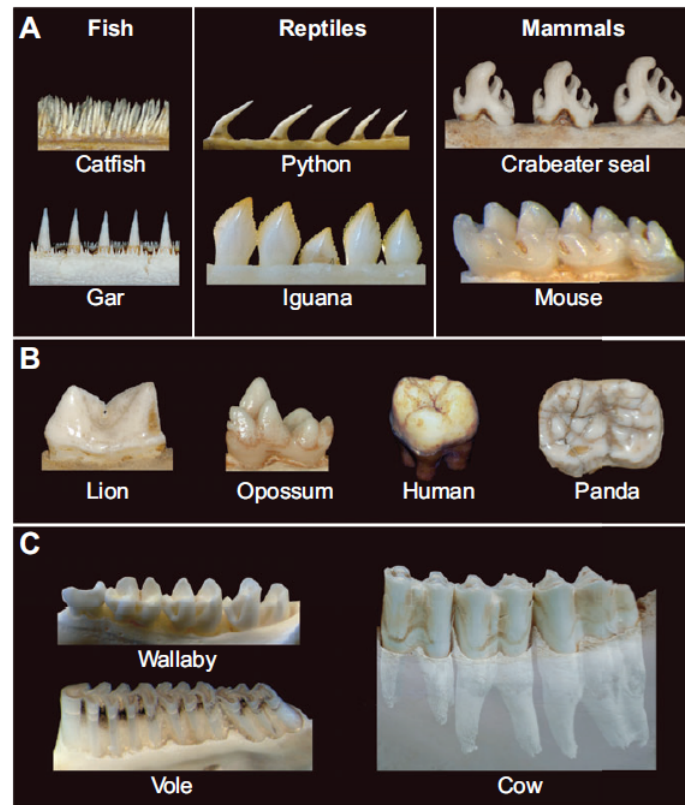 A
Fish
Reptiles
Mammals
Catfish
Python
Crabeater seal
Gar
Iguana
Mouse
B
Lion
Opossum
Human
Panda
C
Wallaby
Vole
Cow